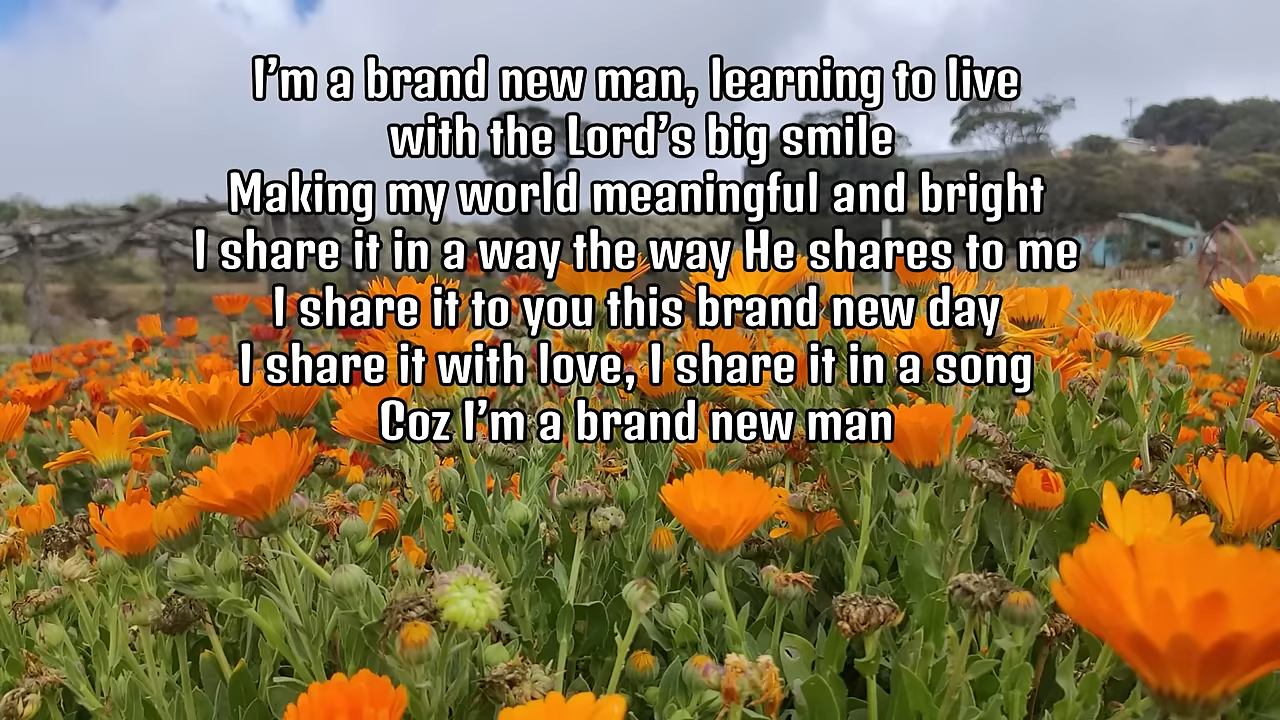 I'm a brand new man, learning to live
with the Lord's big smile
Making my world meaningful and bright
I share it in a way the way He shares to me
I share it to you this brand new day
I share it with love, I share it in a song
Coz I'm a brand new man